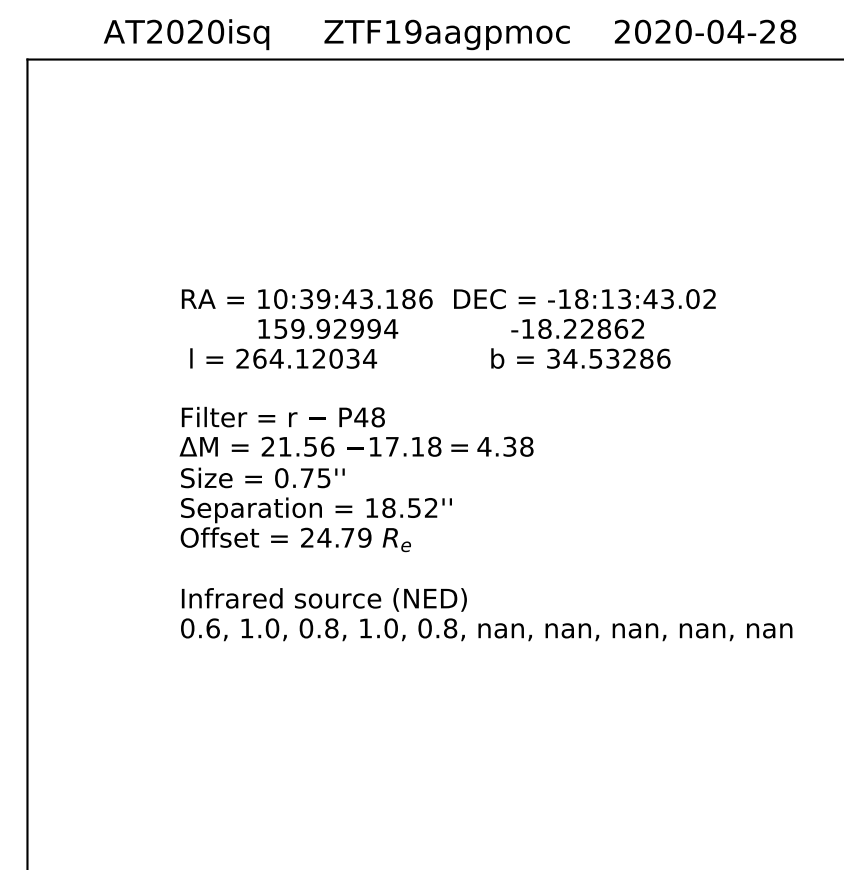 AT2020isq ZTF19aagpmoc 2020-04-28
RA = 10:39:43.186 DEC = -18:13:43.02
159.92994 -18.22862
l = 264.12034 b = 34.53286
Filter = r − P48
ΔM = 21.56 −17.18 = 4.38
Size = 0.75''
Separation = 18.52''
Offset = 24.79 Re
Infrared source (NED)
0.6, 1.0, 0.8, 1.0, 0.8, nan, nan, nan, nan, nan